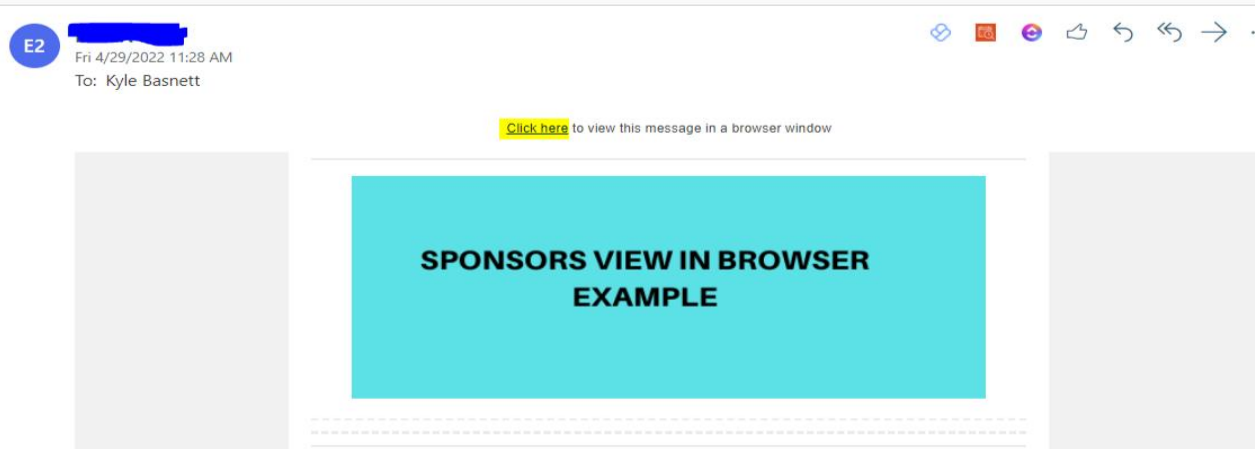 E2
Fri 4/29/2022 11:28 AM
To: Kyle Basnett
Click here to view this message in a browser window
SPONSORS VIEW IN BROWSER
EXAMPLE